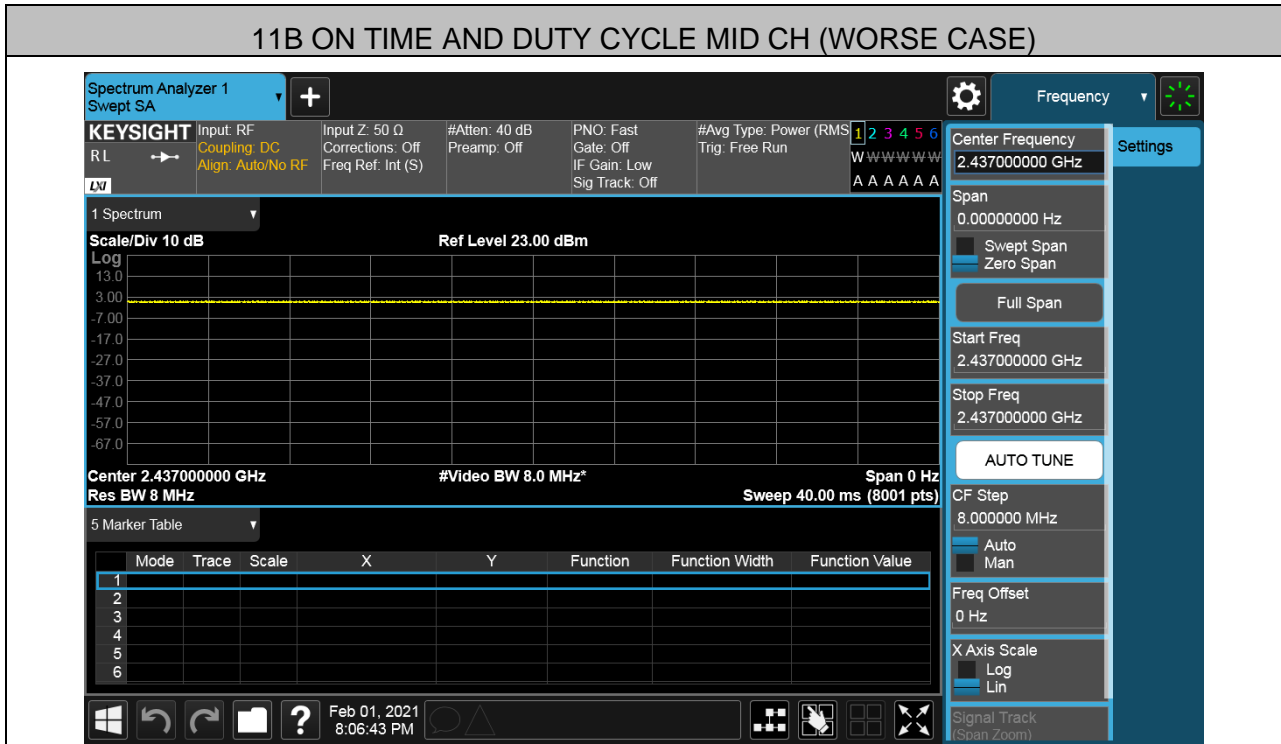 11B ON TIME AND DUTY CYCLE MID CH (WORSE CASE)
Spectrum Analyzer 1
Swept SA
+
Frequency
KEYSIGHT
RL
LXI
Input: RF
Coupling: DC
Align: Auto/No RF
Input Z: 50 Ω
Corrections: Off
Freq Ref: Int (S)
#Atten: 40 dB
Preamp: Off
PNO: Fast
Gate: Off
IF Gain: Low
Sig Track: Off
#Avg Type: Power (RMS
Trig: Free Run
1 2 3 4 5 6
W W W W W W
A A A A A A
1 Spectrum
Scale/Div 10 dB
Ref Level 23.00 dBm
Log
13.0
3.00
-7.00
-17.0
-27.0
-37.0
-47.0
-57.0
-67.0
Center 2.437000000 GHz
#Video BW 8.0 MHz*
Span 0 Hz
Res BW 8 MHz
Sweep 40.00 ms (8001 pts)
5 Marker Table
Mode Trace Scale X Y Function Function Width Function Value
1
2
3
4
5
6
?
Feb 01, 2021
8:06:43 PM
Center Frequency
2.437000000 GHz
Settings
Span
0.00000000 Hz
Swept Span
Zero Span
Full Span
Start Freq
2.437000000 GHz
Stop Freq
2.437000000 GHz
AUTO TUNE
CF Step
8.000000 MHz
Auto
Man
Freq Offset
0 Hz
X Axis Scale
Log
Lin
Signal Track
(Span Zoom)